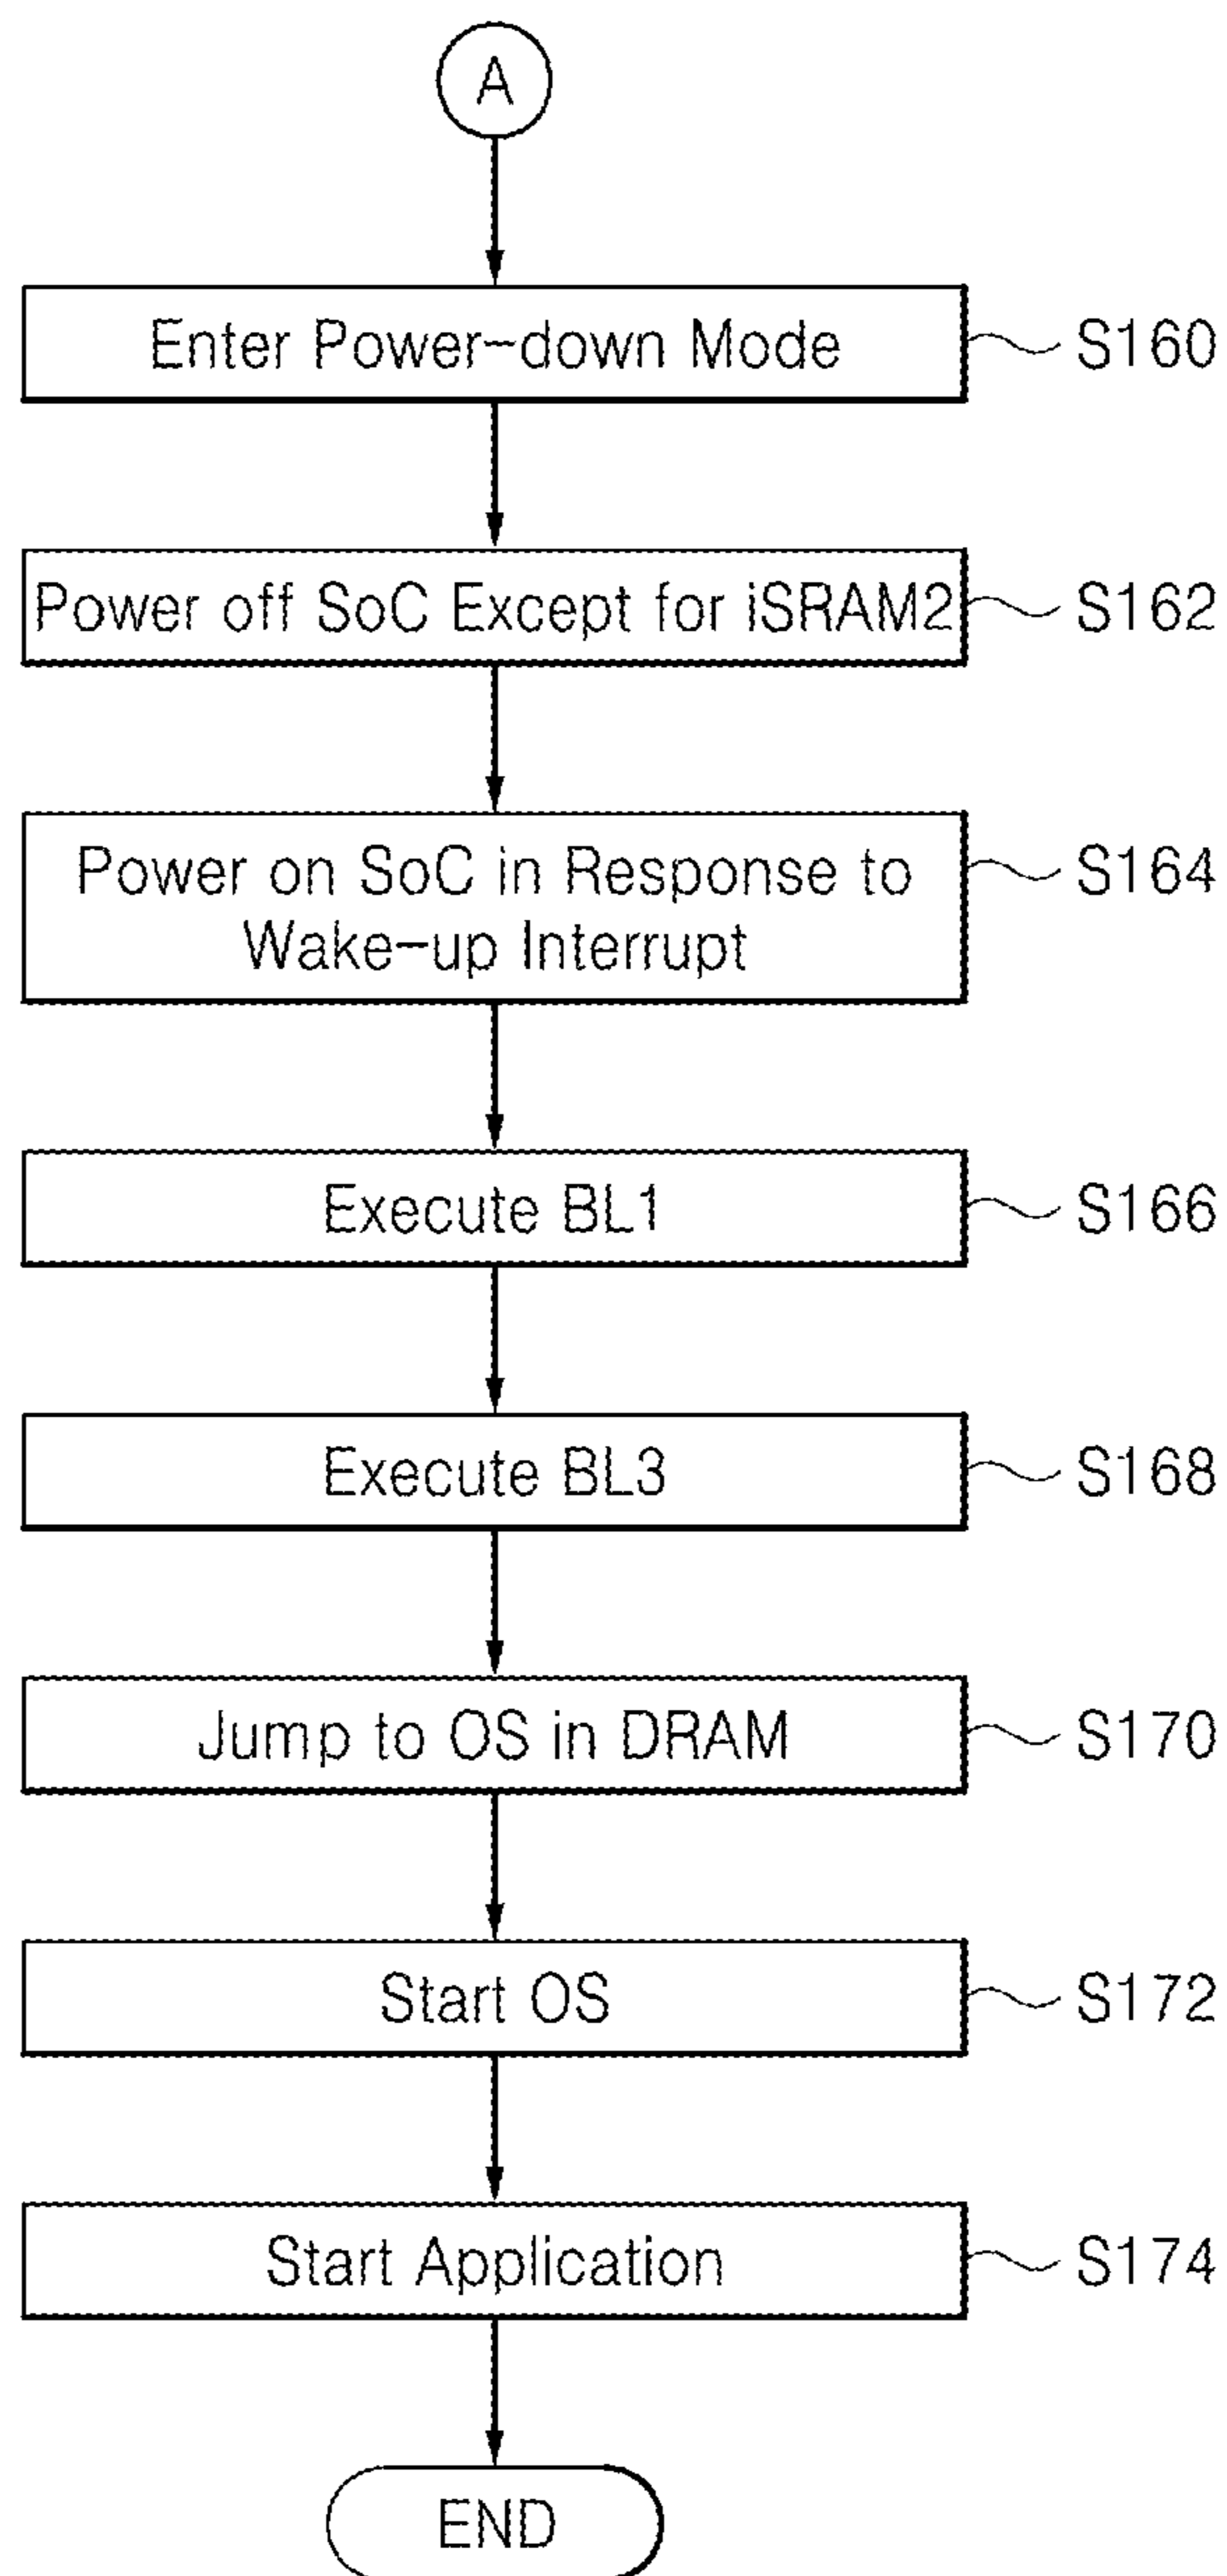 A
Enter Power-down Mode
S160
Power off SoC Except for iSRAM2
S162
Power on SoC in Response to
Wake-up Interrupt
S164
Execute BL1
S166
Execute BL3
S168
Jump to OS in DRAM
S170
Start OS
S172
Start Application
S174
END